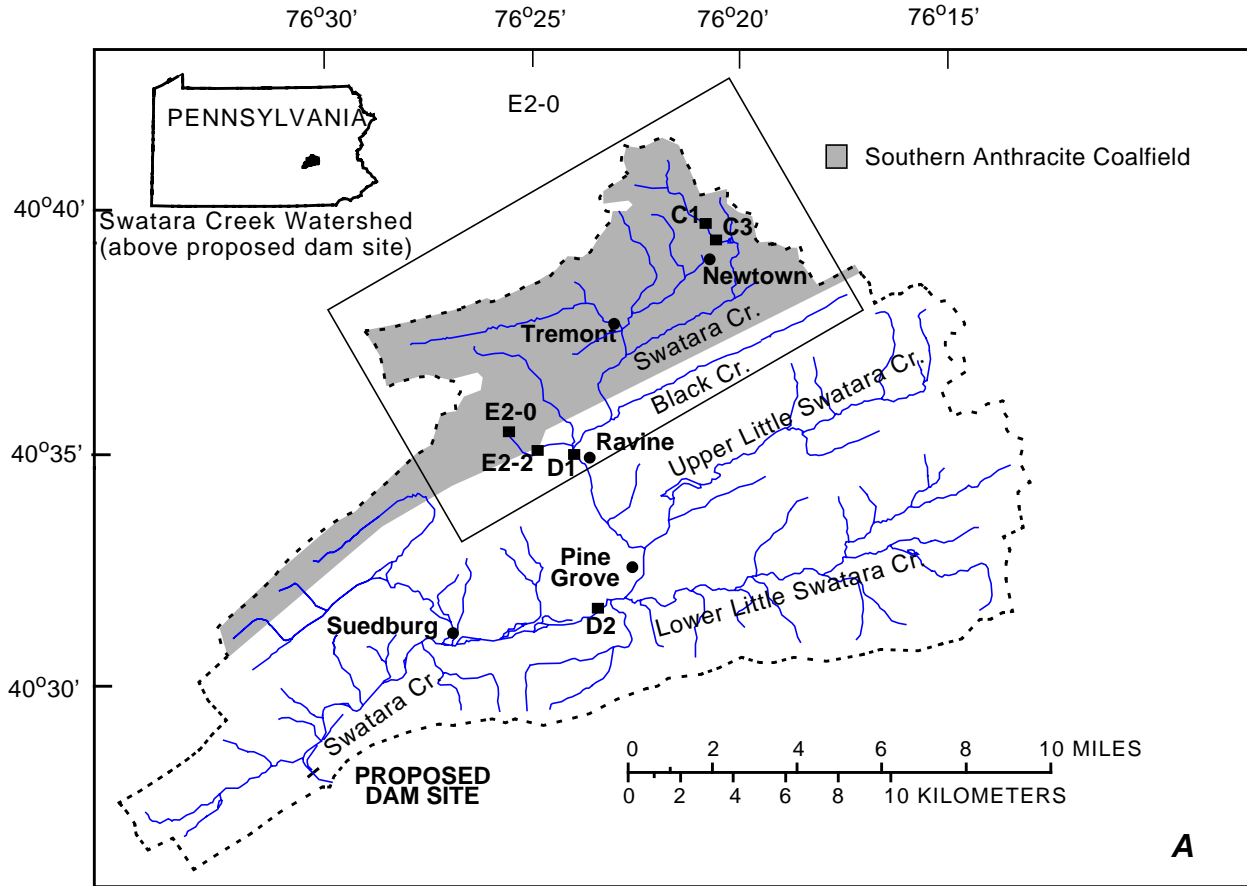 76°30’
76°25’
76°20’
76°15’
PENNSYLVANIA
E2-0
Southern Anthracite Coalfield
40°40’
Swatara Creek Watershed
(above proposed dam site)
C1
C3
Newtown
Tremont
Swatara Cr.
Black Cr.
Upper Little Swatara Cr.
E2-0
Ravine
40°35’
E2-2
D1
Pine
Grove
Lower Little Swatara Cr.
Suedburg
D2
40°30’
Swatara Cr.
PROPOSED
DAM SITE
0 2 4 6 8 10 MILES
0 2 4 6 8 10 KILOMETERS
A